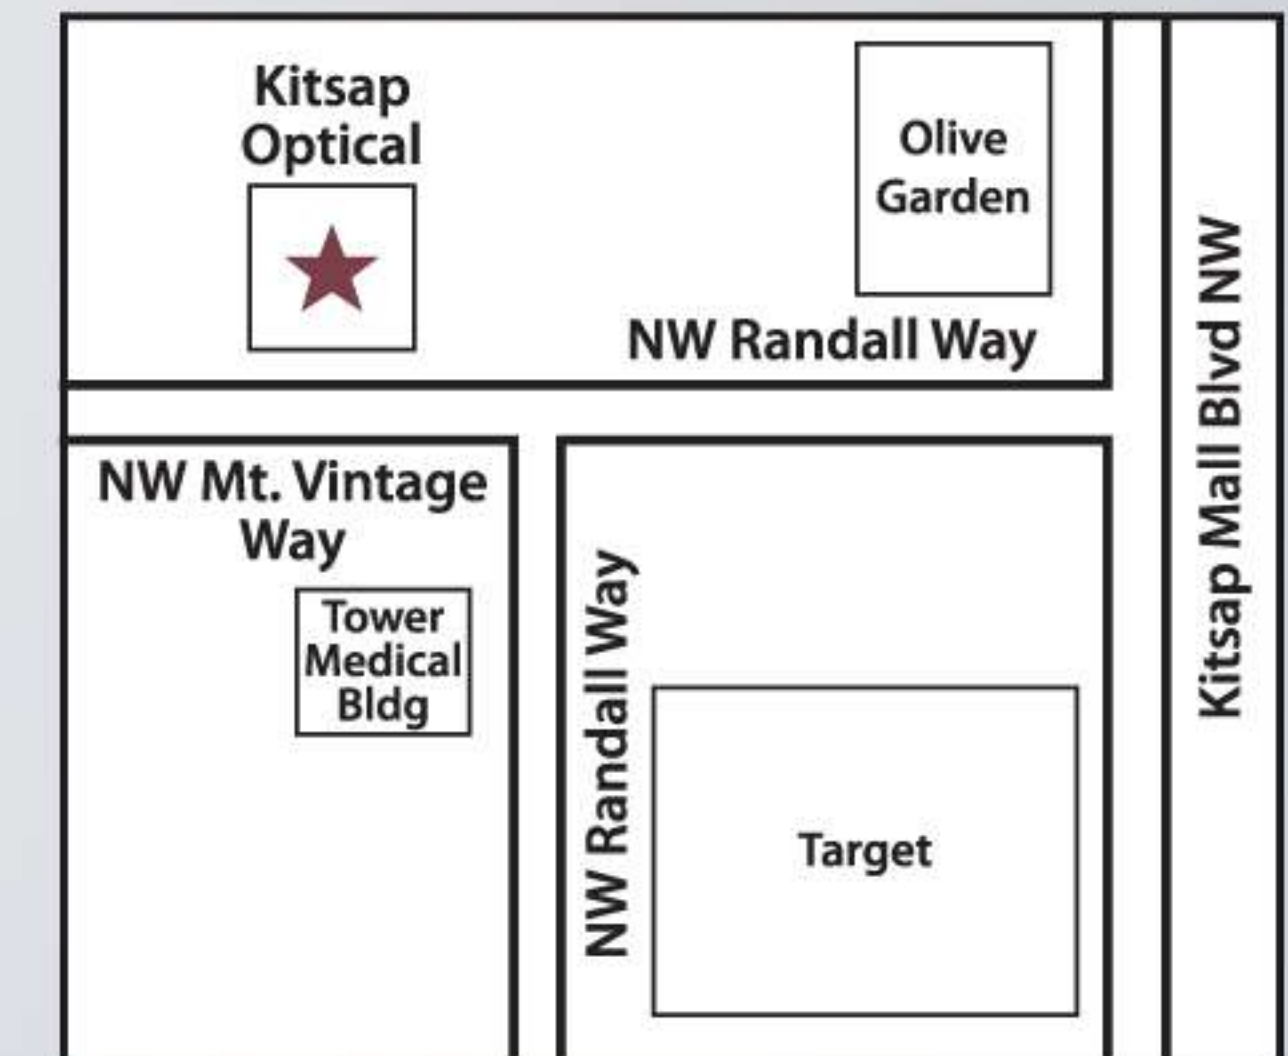 Kitsap
Optical
Olive
Garden
NW Randall Way
Kitsap Mall Blvd NW
NW Mt. Vintage
Way
Tower
Medical
Bldg
NW Randall Way
Target